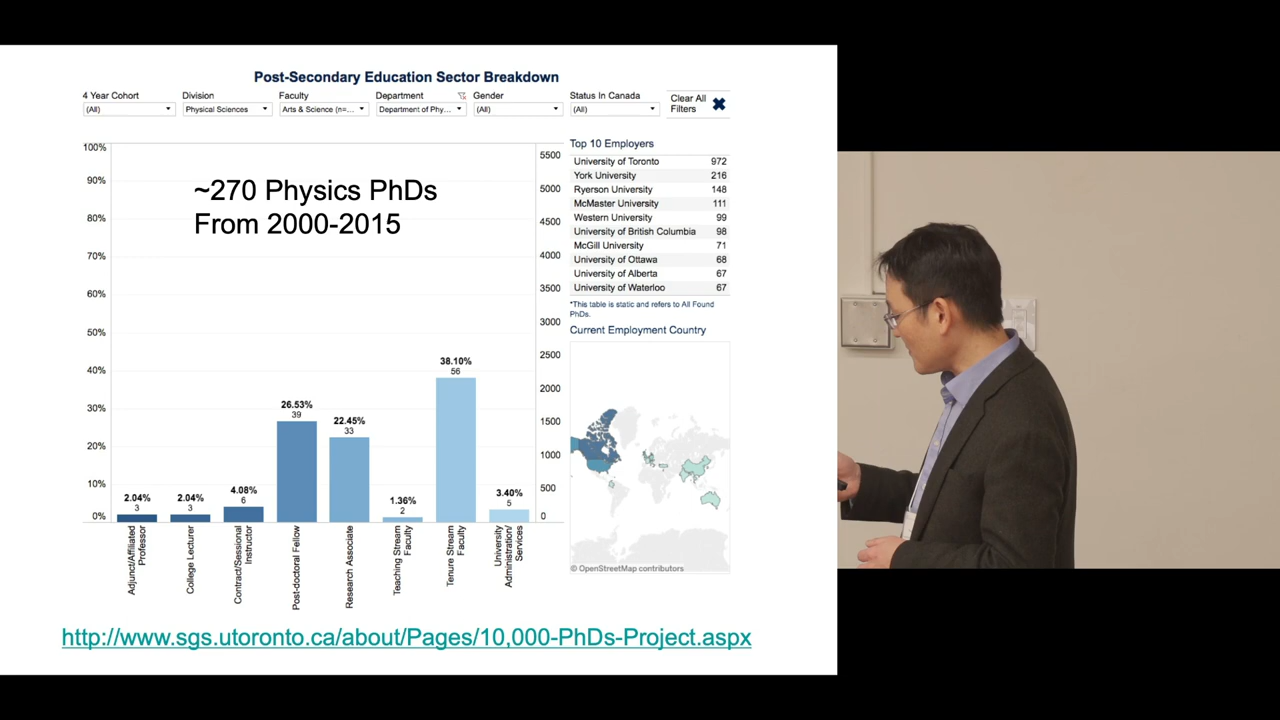 Post-Secondary Education Sector Breakdown
4 Year Cohort
Division
Faculty
Department
Gender
Status In Canada
Clear All
Filters
(All)
Physical Sciences
Arts & Science (n=...
Department of Phy...
(All)
(All)
~270 Physics PhDs
From 2000-2015
100%
90%
80%
70%
60%
50%
40%
30%
20%
10%
0%
5500
5000
4500
4000
3500
3000
2500
2000
1500
1000
500
0
2.04%
3
2.04%
3
4.08%
6
26.53%
39
22.45%
33
1.36%
2
38.10%
56
3.40%
5
Adjunct/Affiliated
Professor
College Lecturer
Contract/Sessional
Instructor
Post-doctoral Fellow
Research Associate
Teaching Stream
Faculty
Tenure Stream
Faculty
University
Administration/
Services
Top 10 Employers
University of Toronto 972
York University 216
Ryerson University 148
McMaster University 111
Western University 99
University of British Columbia 98
McGill University 71
University of Ottawa 68
University of Alberta 67
University of Waterloo 67
*This table is static and refers to All Found
PhDs.
Current Employment Country
© OpenStreetMap contributors
http://www.sgs.utoronto.ca/about/Pages/10,000-PhDs-Project.aspx